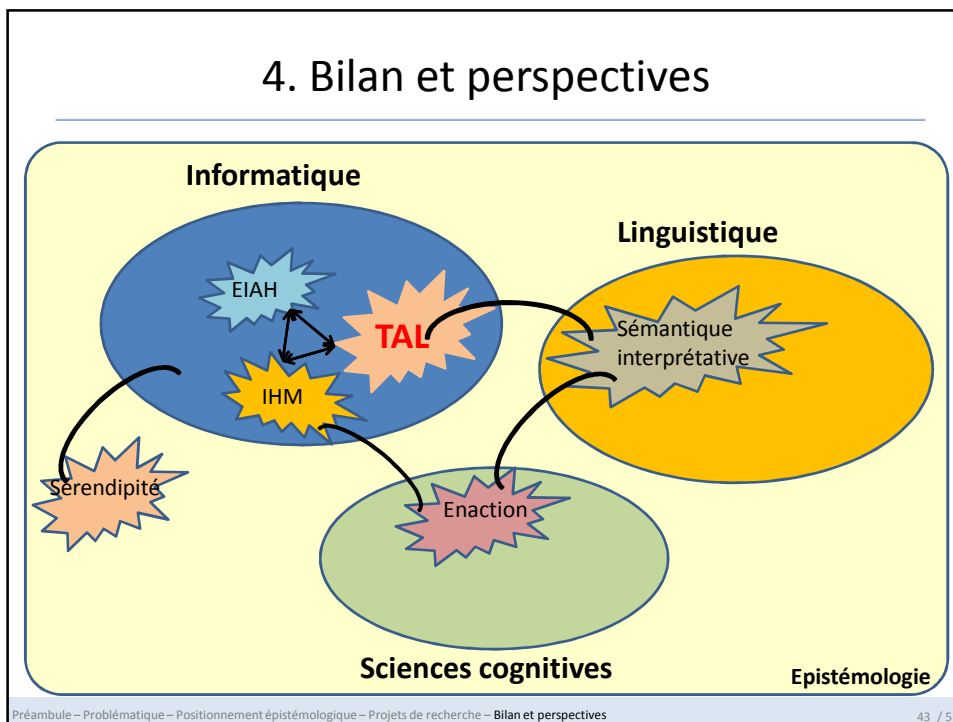 4. Bilan et perspectives
Informatique
Linguistique
EIAH
TAL
Sémantique
interprétative
IHM
Sérendipité
Enaction
Sciences cognitives
Epistémologie
Préambule – Problématique – Positionnement épistémologique – Projets de recherche – Bilan et perspectives
43 / 5